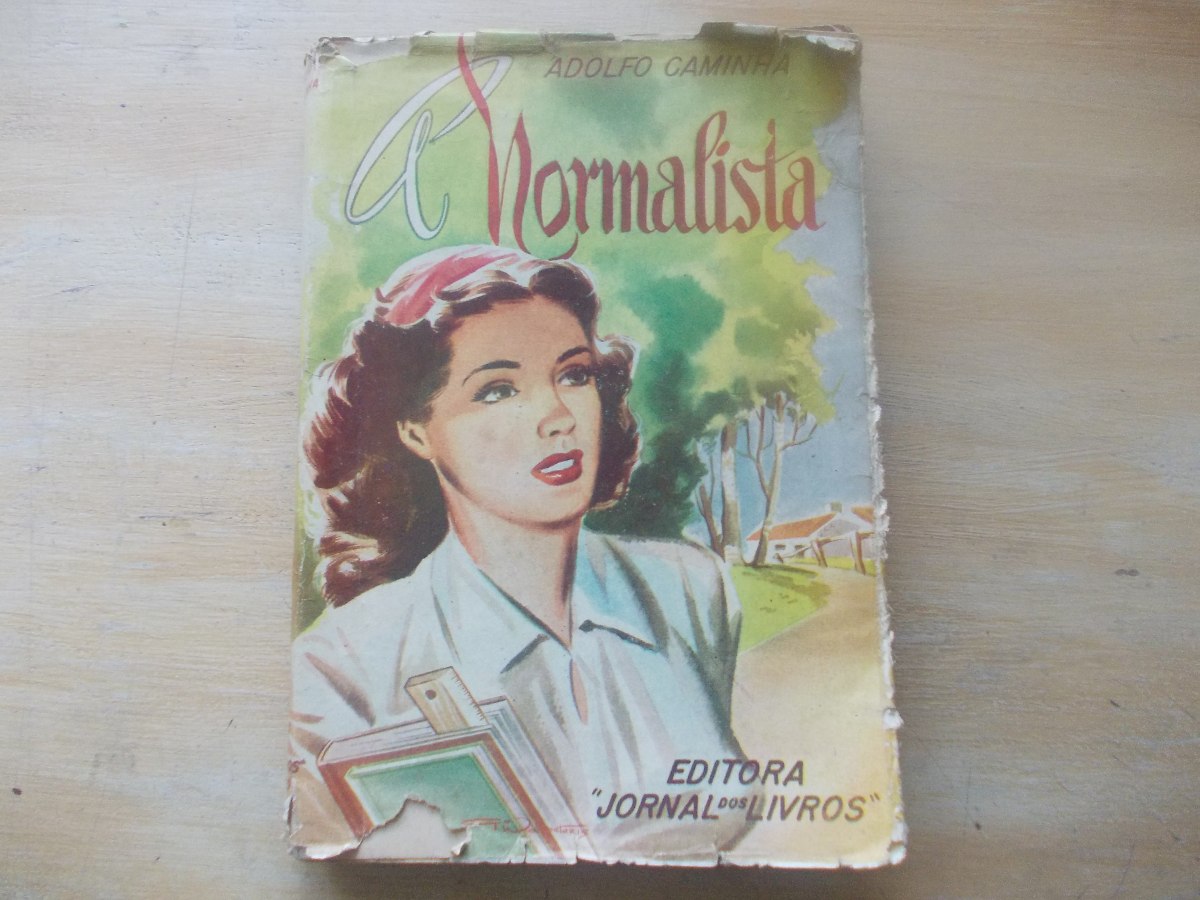 ADOLFO CAMINHA
A Normalista
EDITORA
"JORNAL DOS LIVROS"